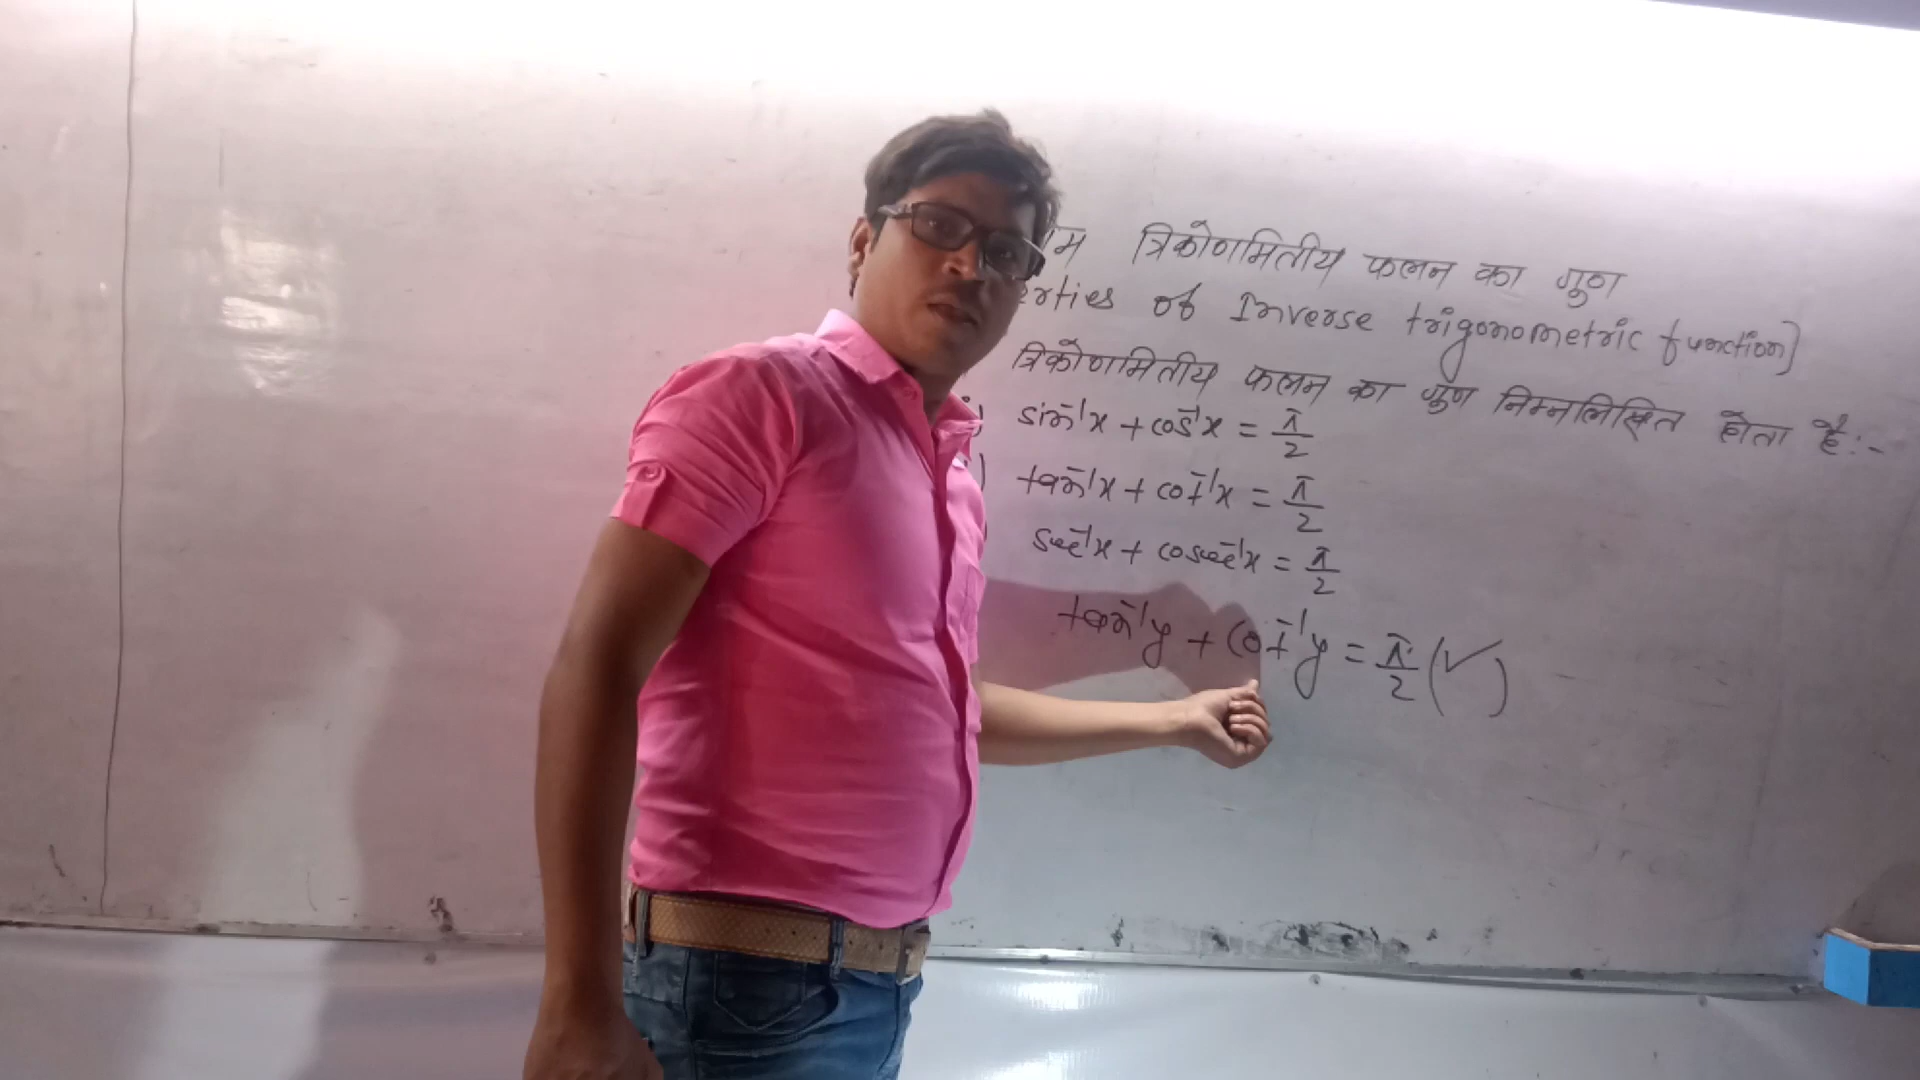 त्रिकोणमितीय फलन का गुण
erties of Inverse trigonometric function]
त्रिकोणमितीय फलन का गुण निम्नलिखित होता है:-
sin⁻¹x + cos⁻¹x = π/2
tan⁻¹x + cot⁻¹x = π/2
sec⁻¹x + cosec⁻¹x = π/2
tan⁻¹y + cot⁻¹y = π/2 (✓)